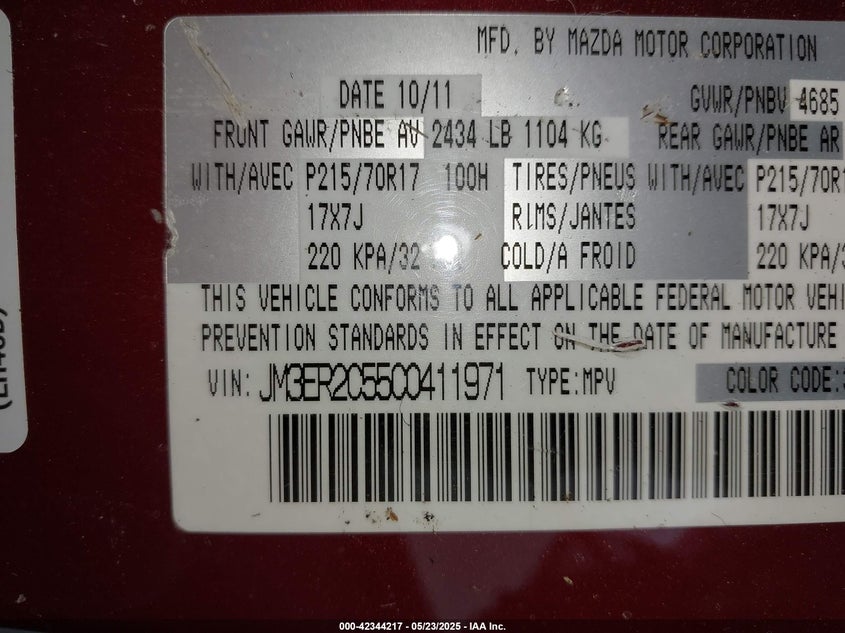 MFD. BY MAZDA MOTOR CORPORATION
DATE 10/11 GVWR/PNBV 4685
FRONT GAWR/PNBE AV 2434 LB 1104 KG REAR GAWR/PNBE AR
WITH/AVEC P215/70R17 100H TIRES/PNEUS WITH/AVEC P215/70R1
17X7J RIMS/JANTES 17X7J
220 KPA/32 COLD/A FROID 220 KPA/3
THIS VEHICLE CONFORMS TO ALL APPLICABLE FEDERAL MOTOR VEHI
PREVENTION STANDARDS IN EFFECT ON THE DATE OF MANUFACTURE
VIN: JM3ER2C55C0411971 TYPE:MPV COLOR CODE:
000-42344217 - 05/23/2025 - IAA Inc.